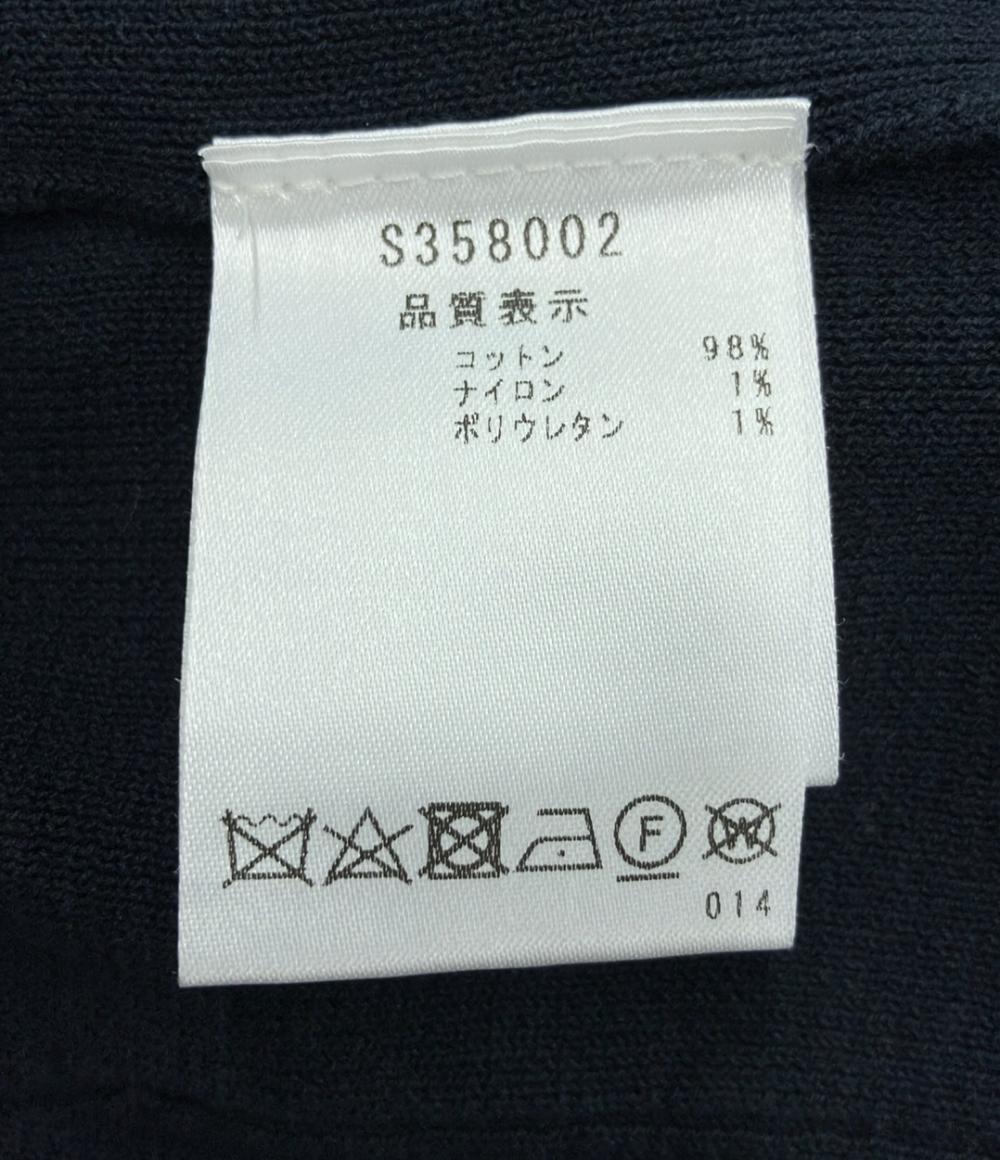 S358002
品質表示
コットン 98%
ナイロン 1%
ポリウレタン 1%
F W
014